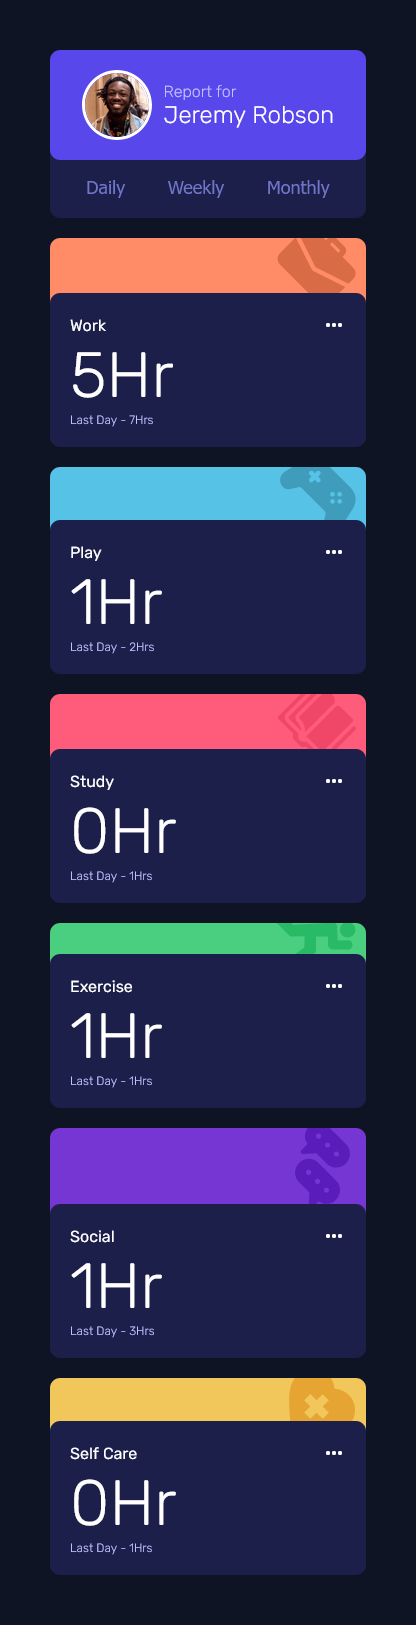 Report for
Jeremy Robson
Daily Weekly Monthly
Work
5Hr
Last Day - 7Hrs
Play
1Hr
Last Day - 2Hrs
Study
0Hr
Last Day - 1Hrs
Exercise
1Hr
Last Day - 1Hrs
Social
1Hr
Last Day - 3Hrs
Self Care
0Hr
Last Day - 1Hrs